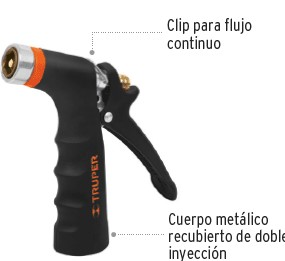 Clip para flujo
continuo
TRUPER
Cuerpo metálico
recubierto de doble
inyección